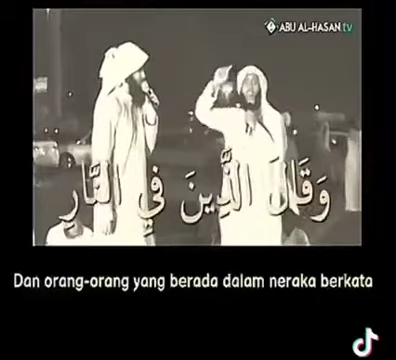 ABU AL-HASAN.tv
وَقَالَ الَّذِينَ فِي النَّارِ
Dan orang-orang yang berada dalam neraka berkata